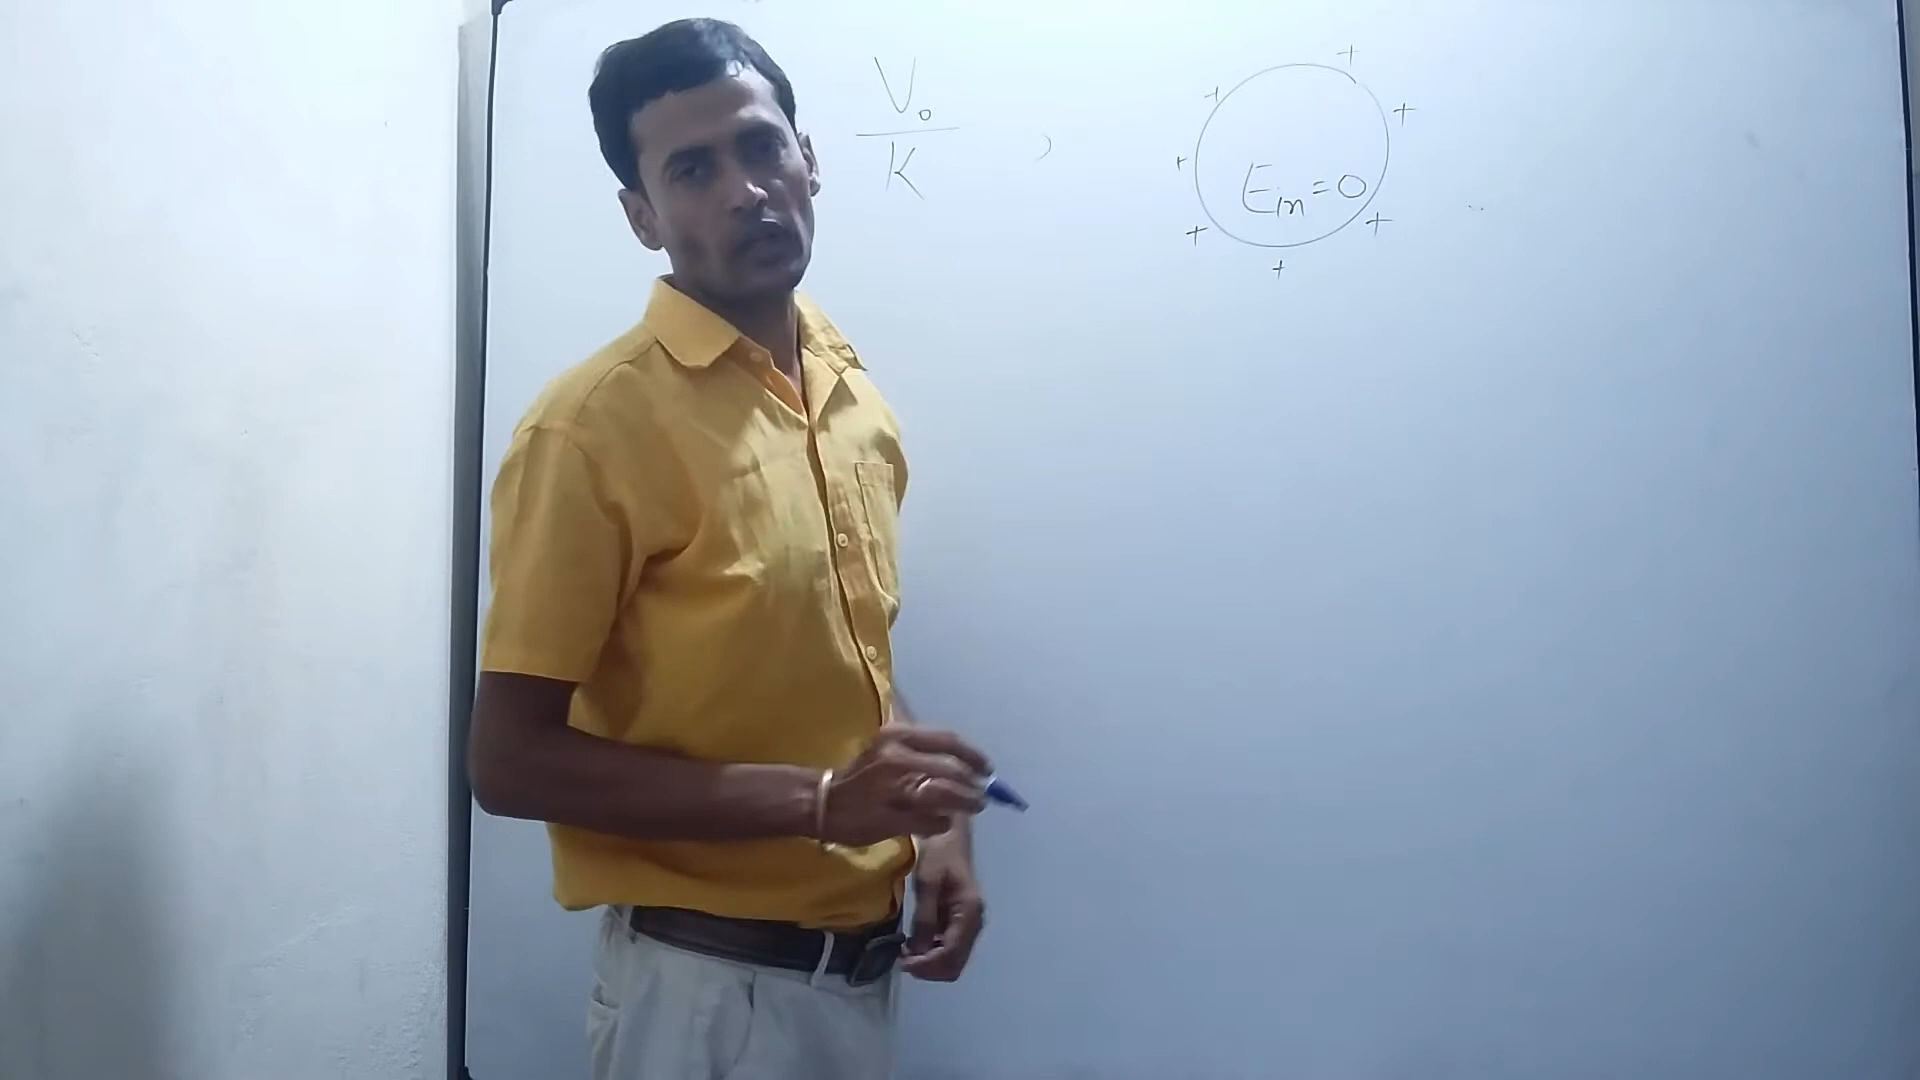 V₀
K
,
+
+
+
+
E_in = 0
+
+
+